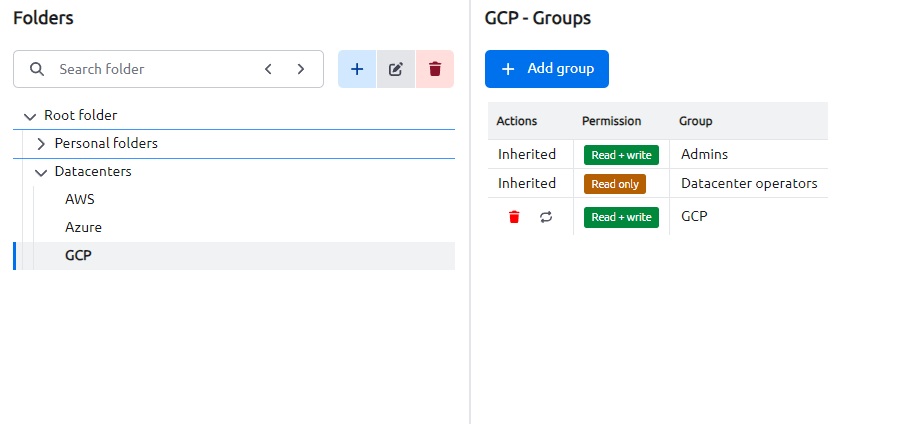 Folders
Search folder
Root folder
Personal folders
Datacenters
AWS
Azure
GCP
GCP - Groups
Add group
Actions Permission Group
Inherited Read + write Admins
Inherited Read only Datacenter operators
Read + write GCP